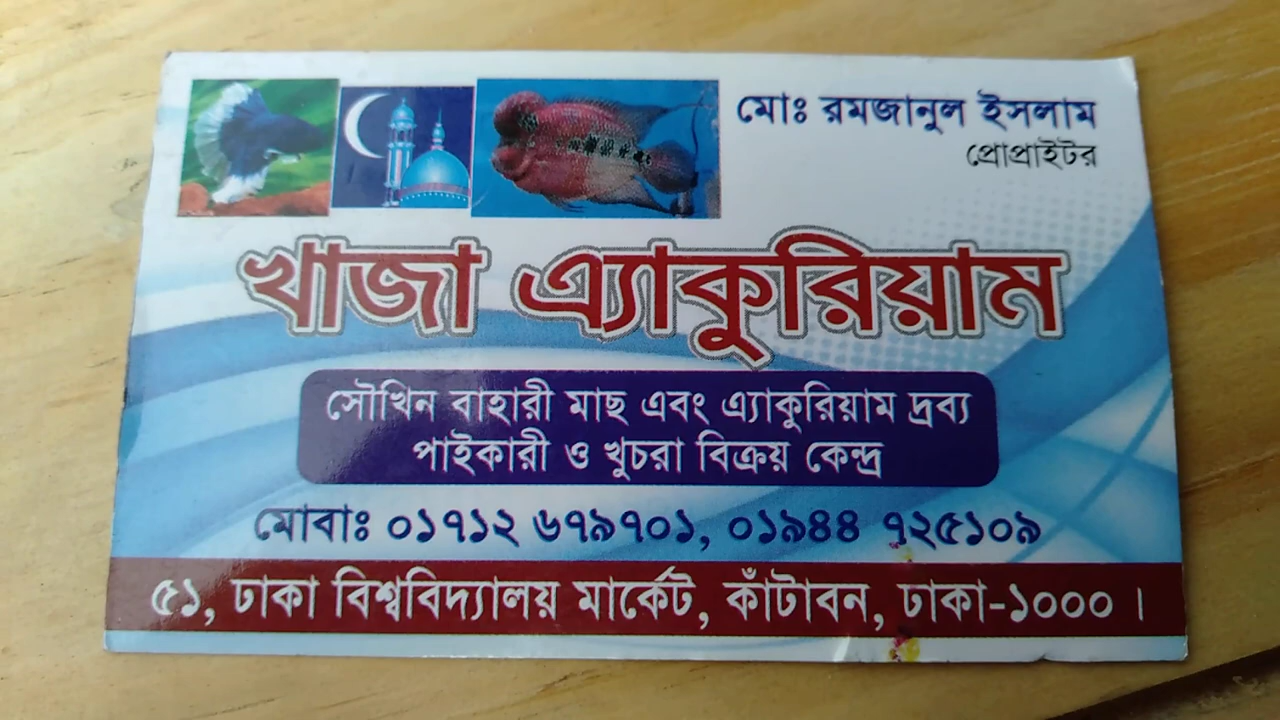 মোঃ রমজানুল ইসলাম
প্রোপ্রাইটর
খাজা এ্যাকুরিয়াম
সৌখিন বাহারী মাছ এবং এ্যাকুরিয়াম দ্রব্য
পাইকারী ও খুচরা বিক্রয় কেন্দ্র
মোবাঃ ০১৭১২ ৬৭৯৭০১, ০১৯৪৪ ৭২৫১০৯
৫১, ঢাকা বিশ্ববিদ্যালয় মার্কেট, কাঁটাবন, ঢাকা-১০০০ ।